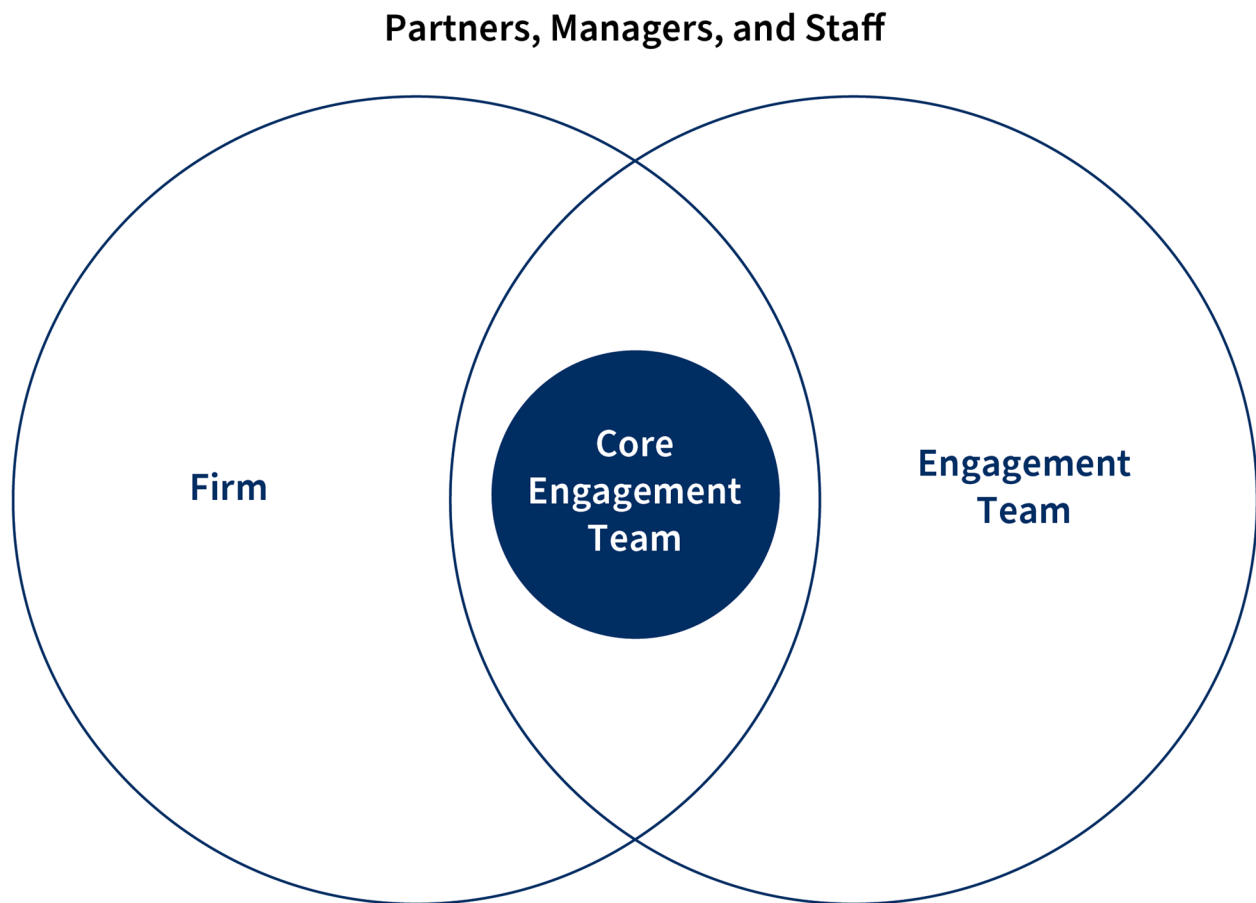 Partners, Managers, and Staff
Firm
Core
Engagement
Team
Engagement
Team